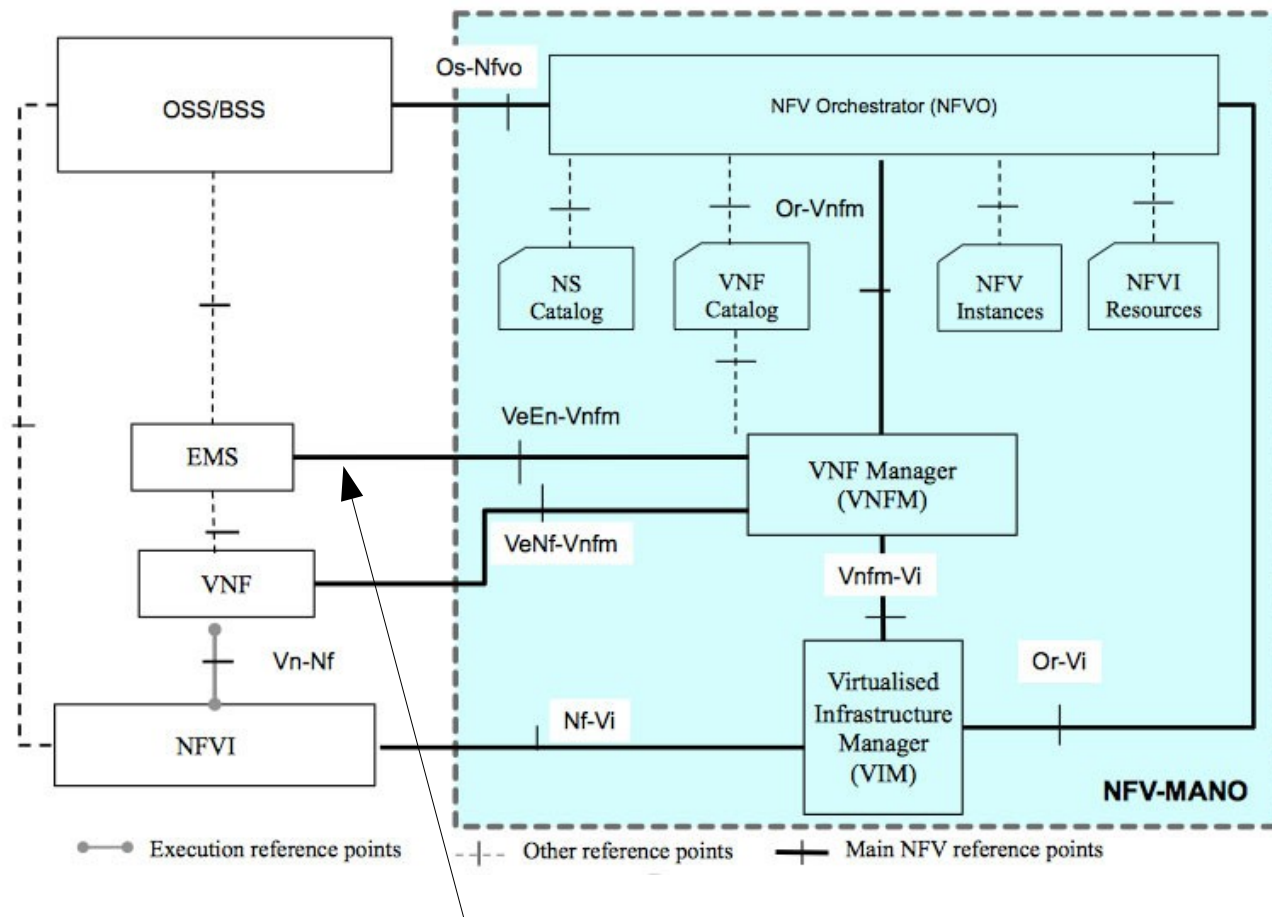 Os-Nfvo
OSS/BSS
NFV Orchestrator (NFVO)
Or-Vnfm
NS
Catalog
VNF
Catalog
NFV
Instances
NFVI
Resources
VeEn-Vnfm
EMS
VNF Manager
(VNFM)
VeNf-Vnfm
VNF
Vnfm-Vi
Vn-Nf
Or-Vi
Virtualised
Infrastructure
Manager
(VIM)
Nf-Vi
NFVI
NFV-MANO
Execution reference points
Other reference points
Main NFV reference points